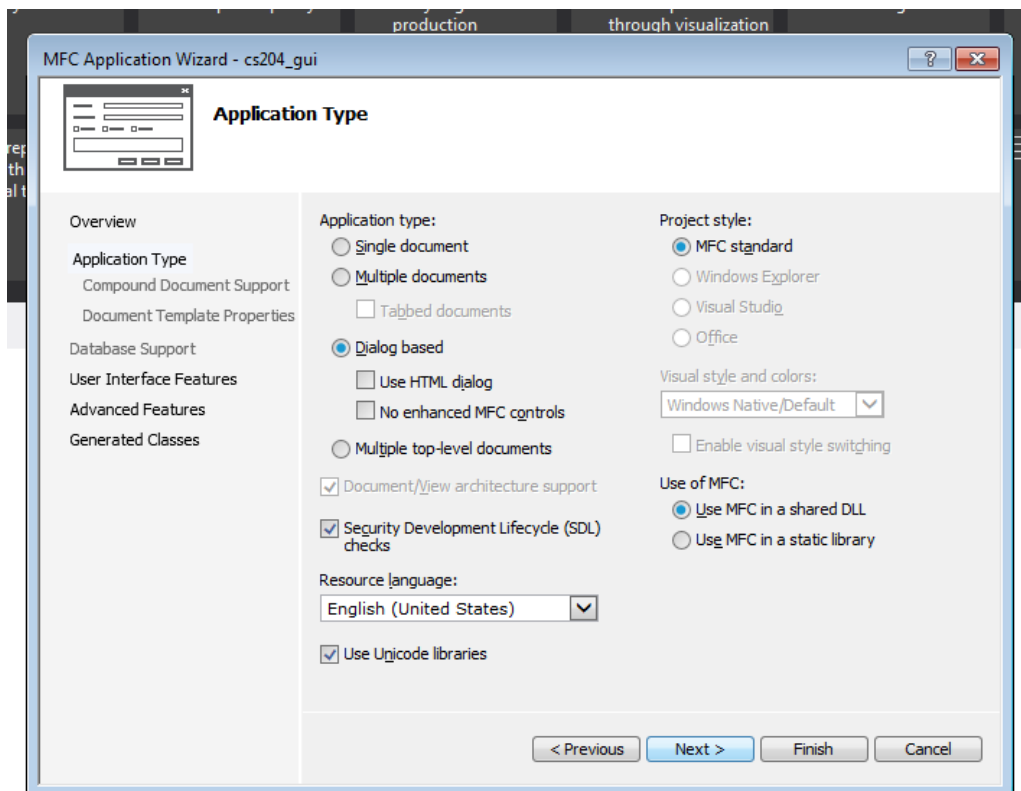 production
through visualization
MFC Application Wizard - cs204_gui
Application Type
Overview
Application Type
Compound Document Support
Document Template Properties
Database Support
User Interface Features
Advanced Features
Generated Classes
Application type:
Single document
Multiple documents
Tabbed documents
Dialog based
Use HTML dialog
No enhanced MFC controls
Multiple top-level documents
Document/View architecture support
Security Development Lifecycle (SDL)
checks
Resource language:
English (United States)
Use Unicode libraries
Project style:
MFC standard
Windows Explorer
Visual Studio
Office
Visual style and colors:
Windows Native/Default
Enable visual style switching
Use of MFC:
Use MFC in a shared DLL
Use MFC in a static library
< Previous
Next >
Finish
Cancel